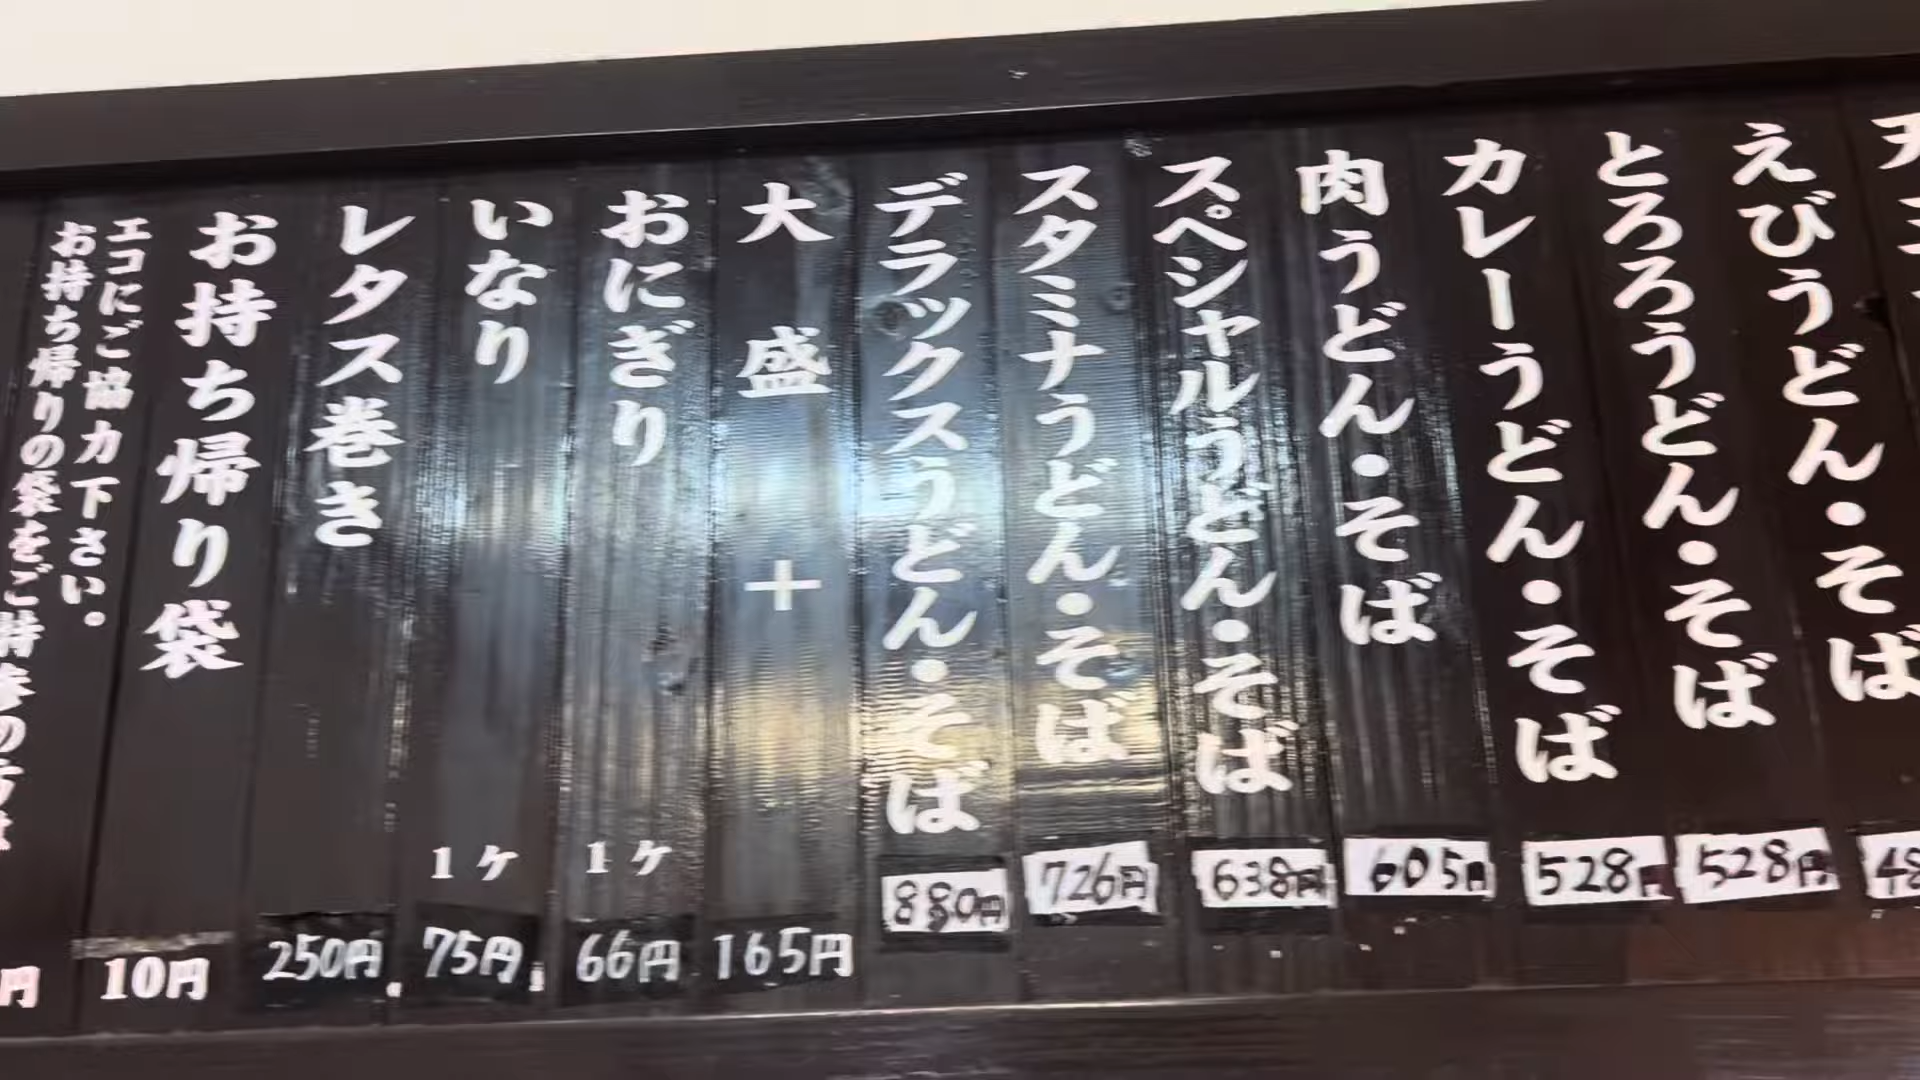 えびうどん・そば
528円
とろろうどん・そば
528円
カレーうどん・そば
605円
肉うどん・そば
638円
スペシャルうどん・そば
726円
スタミナうどん・そば
880円
デラックスうどん・そば
大盛 +
165円
おにぎり
1ケ
66円
いなり
1ケ
75円
レタス巻き
250円
お持ち帰り袋
10円
エコにご協力下さい。
お持ち帰りの袋をご持参の方は
円